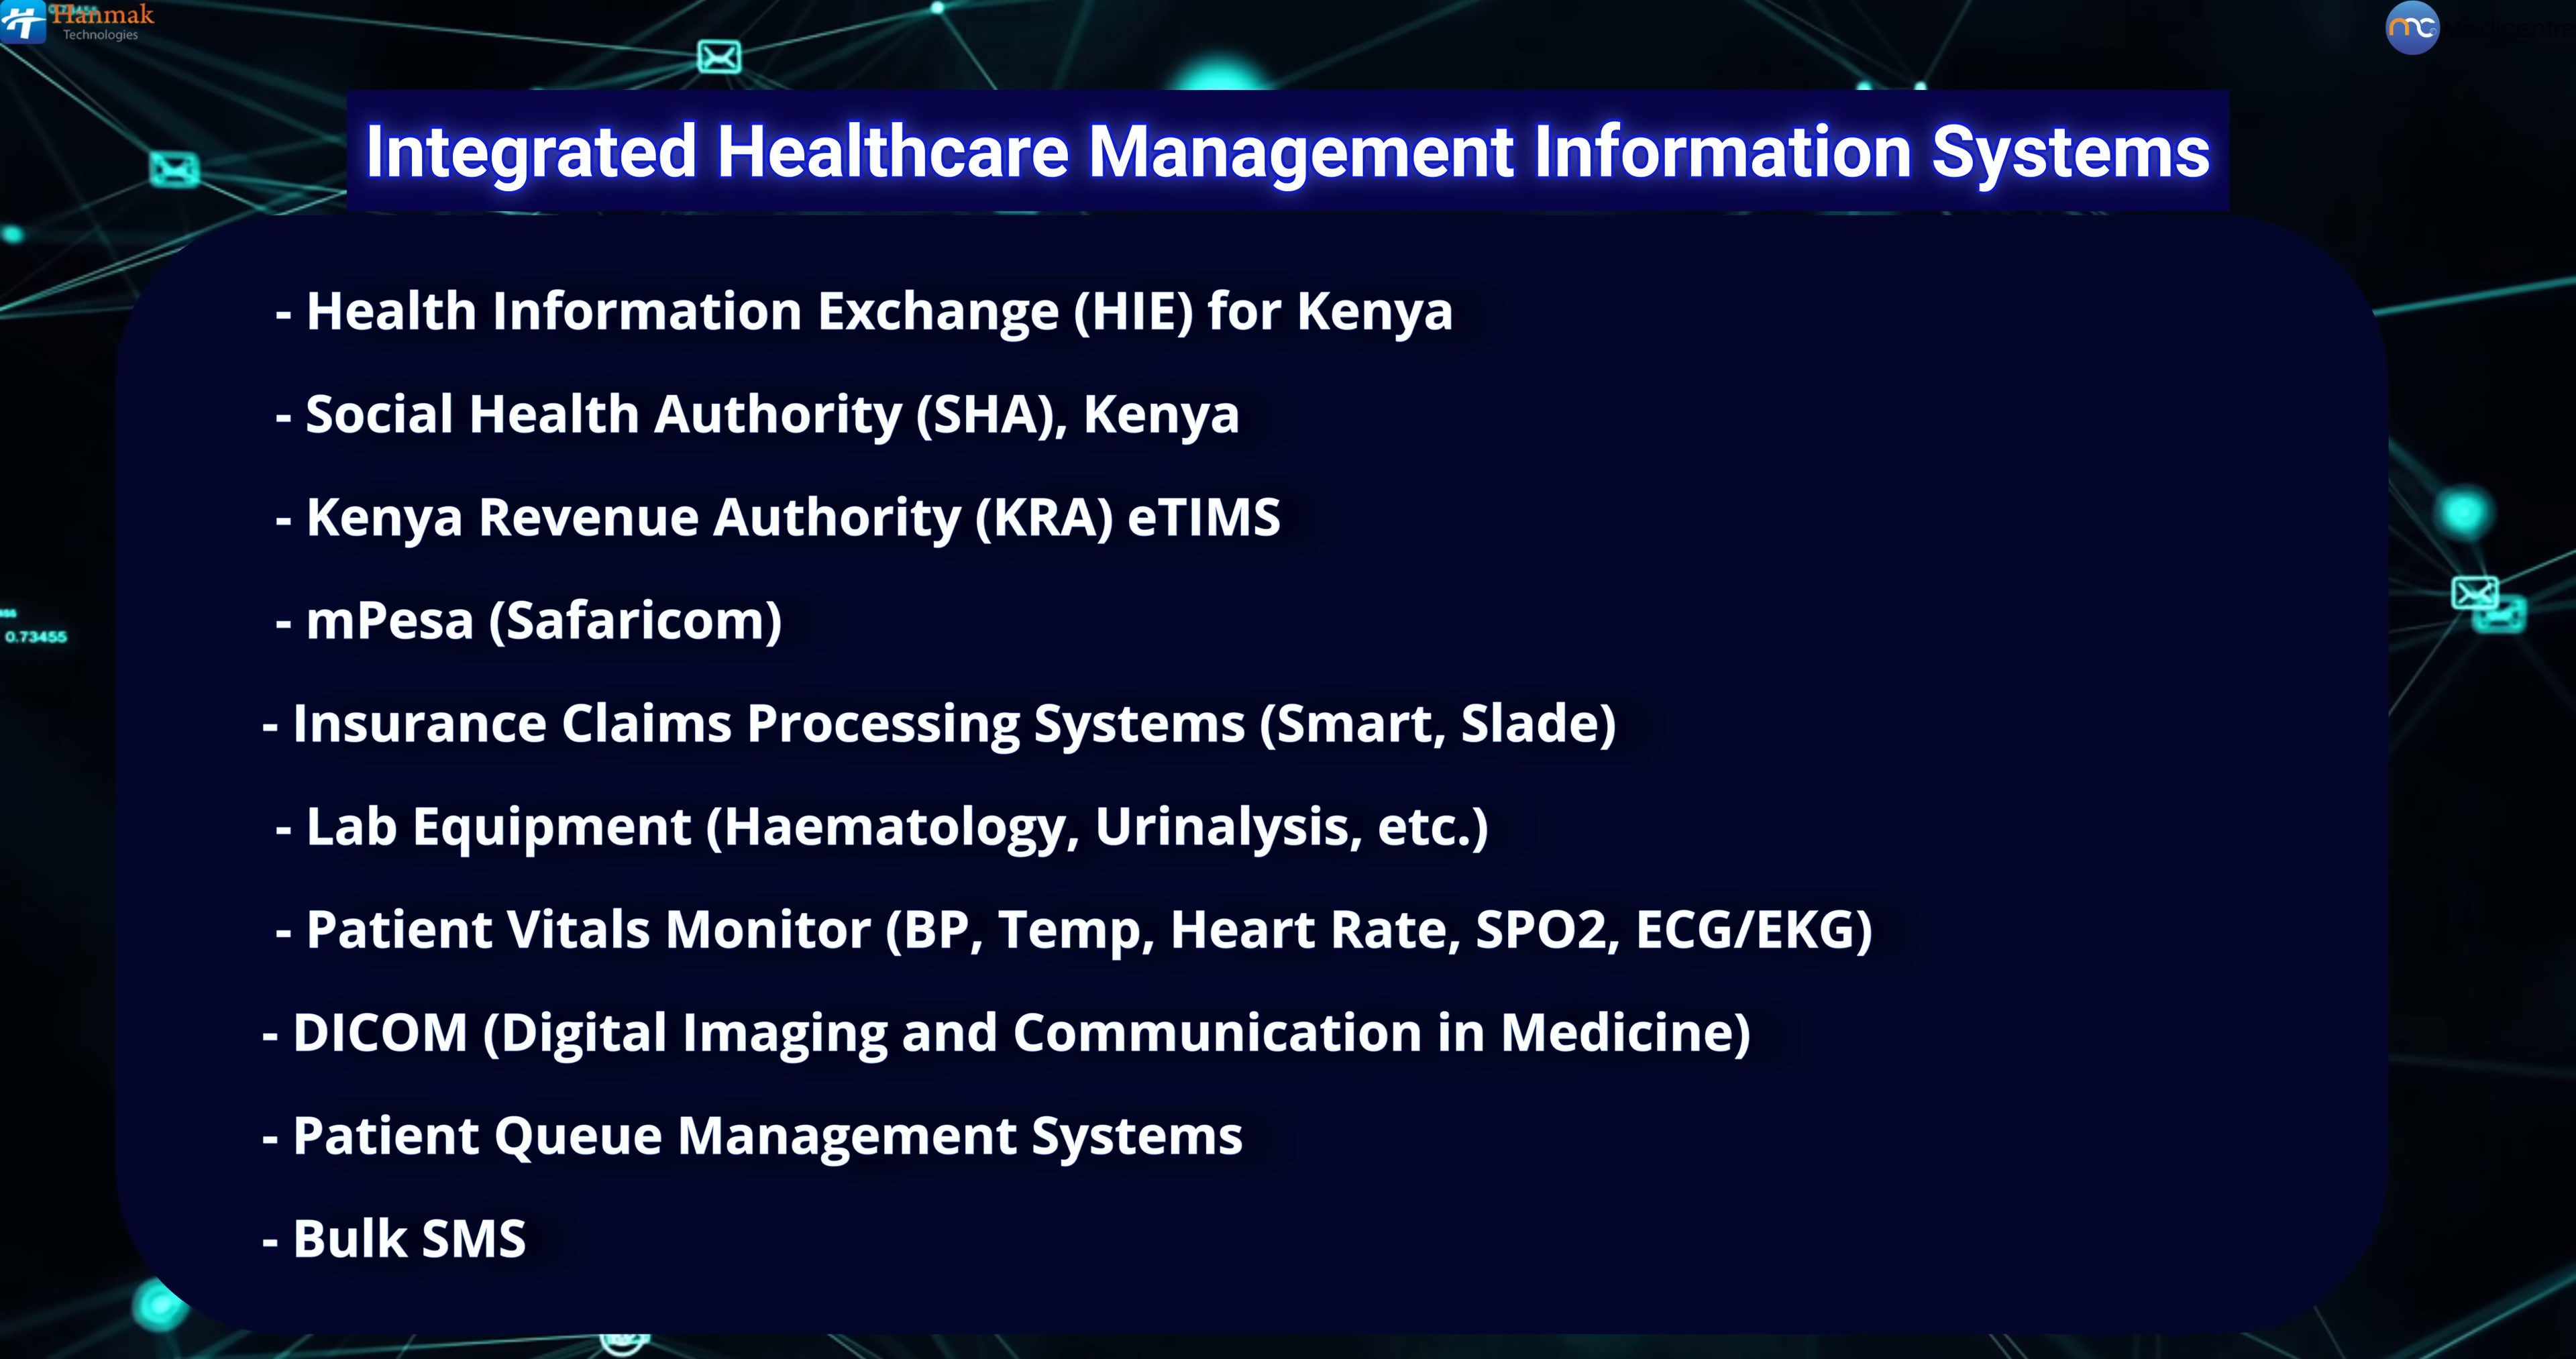 Hanmak
Technologies
mc
Integrated Healthcare Management Information Systems
- Health Information Exchange (HIE) for Kenya
- Social Health Authority (SHA), Kenya
- Kenya Revenue Authority (KRA) eTIMS
- mPesa (Safaricom)
- Insurance Claims Processing Systems (Smart, Slade)
0.73455
- Lab Equipment (Haematology, Urinalysis, etc.)
- Patient Vitals Monitor (BP, Temp, Heart Rate, SPO2, ECG/EKG)
- DICOM (Digital Imaging and Communication in Medicine)
- Patient Queue Management Systems
- Bulk SMS